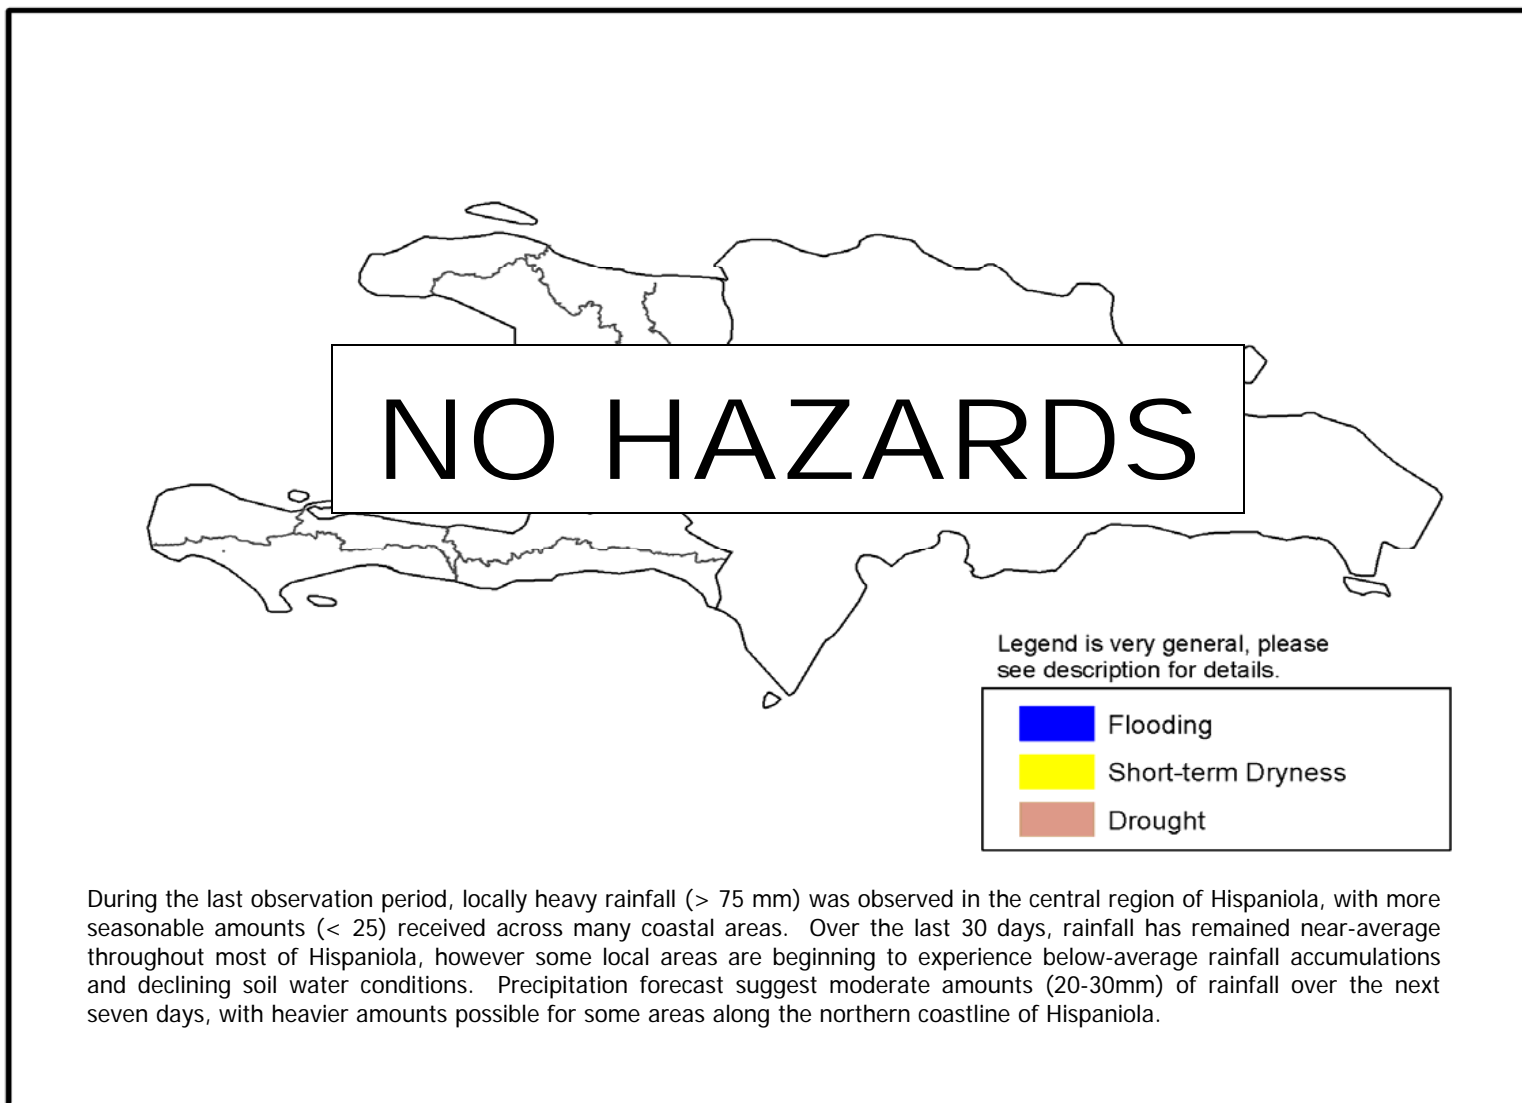 NO HAZARDS
Legend is very general, please
see description for details.
Flooding
Short-term Dryness
Drought
During the last observation period, locally heavy rainfall (> 75 mm) was observed in the central region of Hispaniola, with more
seasonable amounts (< 25) received across many coastal areas.  Over the last 30 days, rainfall has remained near-average
throughout most of Hispaniola, however some local areas are beginning to experience below-average rainfall accumulations
and declining soil water conditions.  Precipitation forecast suggest moderate amounts (20-30mm) of rainfall over the next
seven days, with heavier amounts possible for some areas along the northern coastline of Hispaniola.